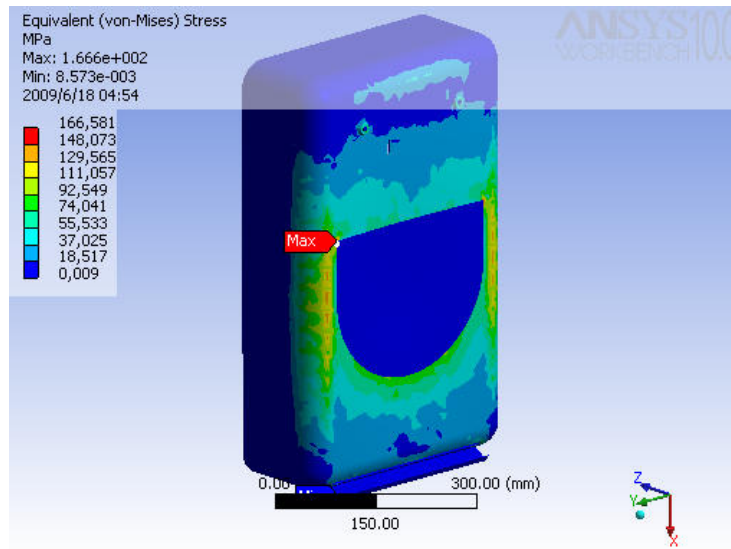 Equivalent (von-Mises) Stress
MPa
Max: 1.666e+002
Min: 8.573e-003
2009/6/18 04:54
ANSYS 10.0
WORKBENCH
166,581
148,073
129,565
111,057
92,549
74,041
55,533
37,025
18,517
0,009
Max
0.00
300.00 (mm)
150.00
Z
Y
X